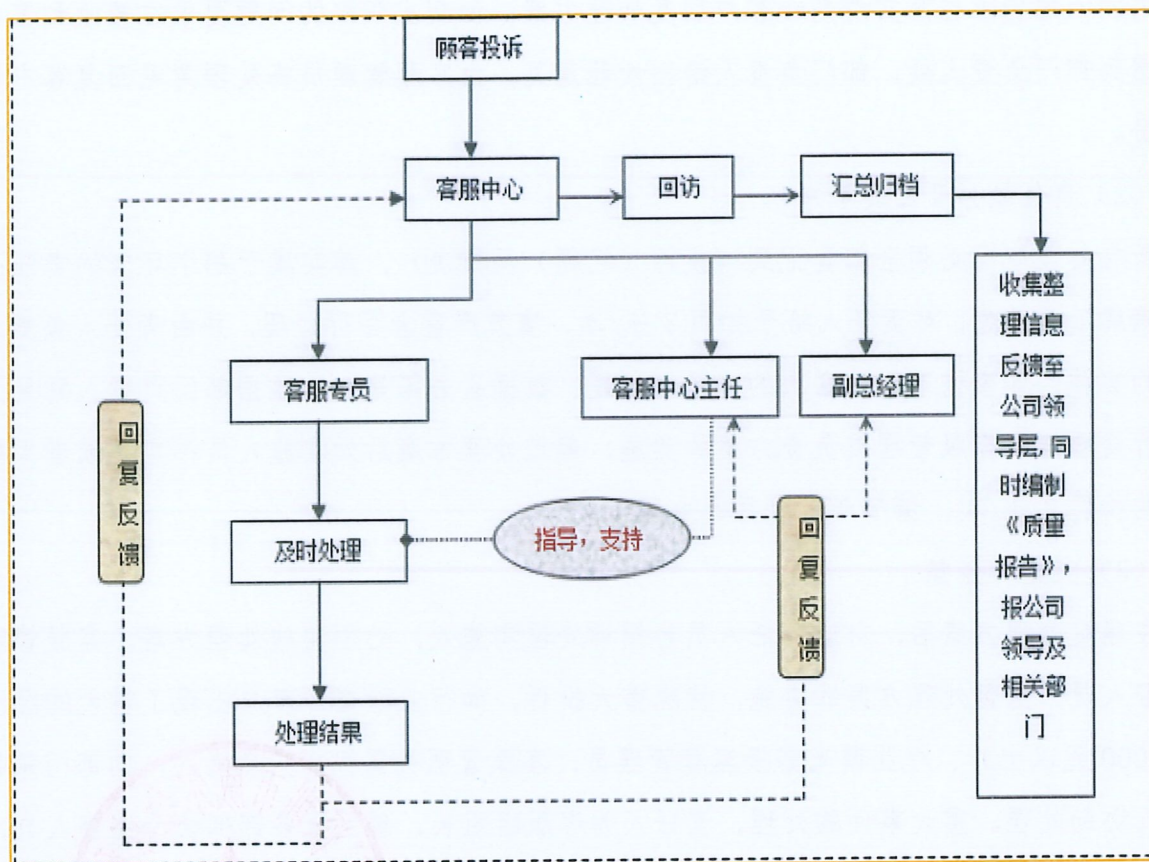 顾客投诉
客服中心
回访
汇总归档
收集整
理信息
反馈至
公司领
导层,同
时编制
《质量
报告》，
报公司
领导及
相关部
门
客服专员
客服中心主任
副总经理
回复反馈
及时处理
指导，支持
回复反馈
处理结果